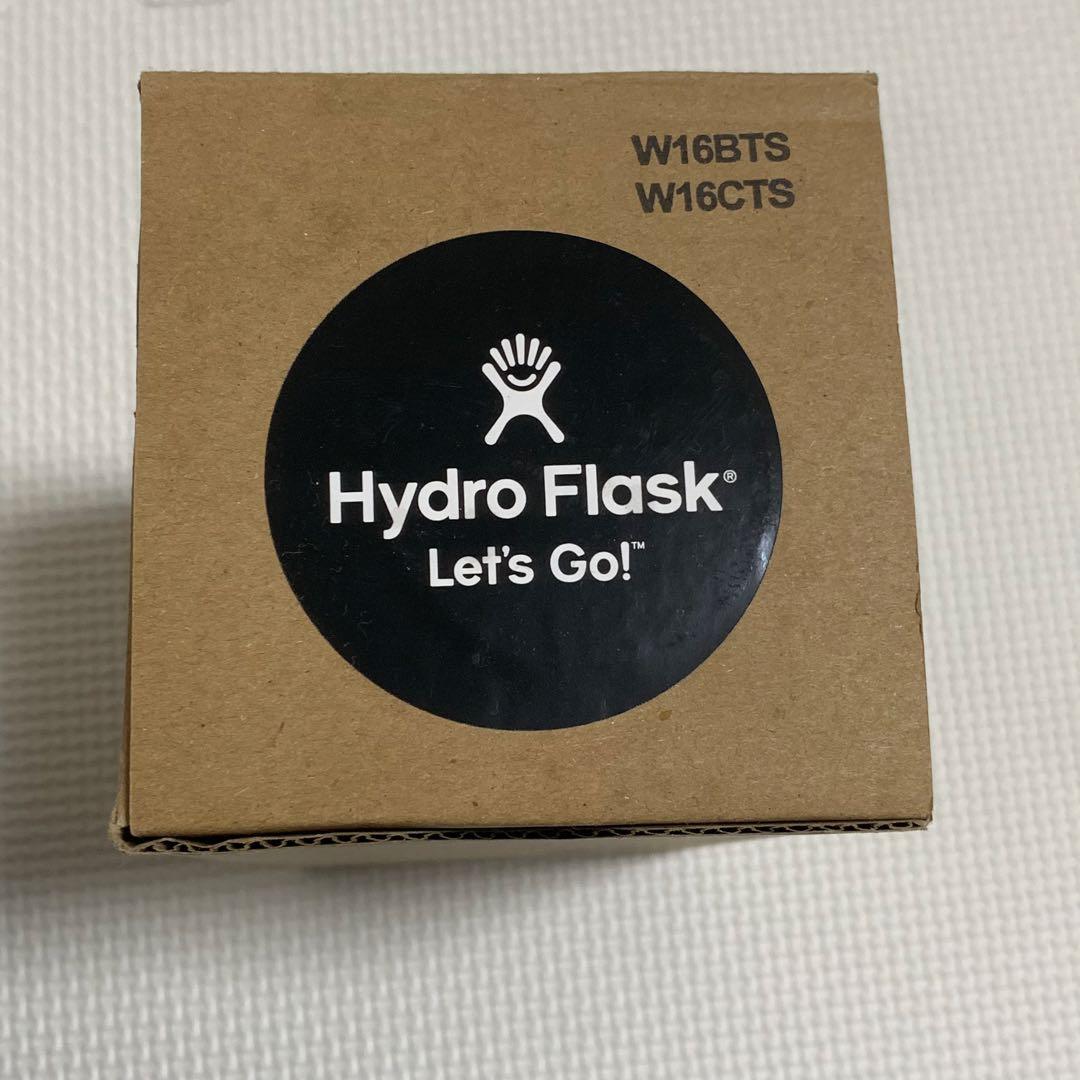 W16BTS
W16CTS
Hydro Flask®
Let's Go!™